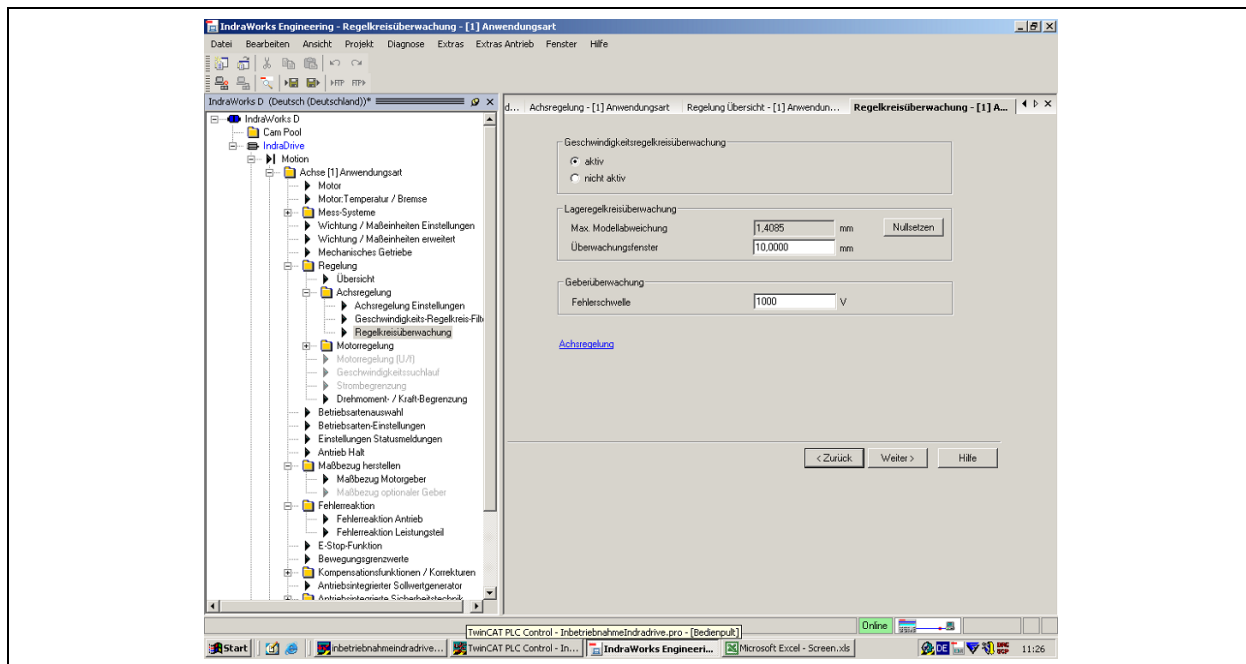 IndraWorks Engineering - Regelkreisüberwachung - [1] Anwendungsart
Datei Bearbeiten Ansicht Projekt Diagnose Extras Extras Antrieb Fenster Hilfe
IndraWorks D (Deutsch (Deutschland))*
IndraWorks D
Cam Pool
IndraDrive
Motion
Achse [1] Anwendungsart
Motor
Motor:Temperatur / Bremse
Mess-Systeme
Wichtung / Maßeinheiten Einstellungen
Wichtung / Maßeinheiten erweitert
Mechanisches Getriebe
Regelung
Übersicht
Achsregelung
Achsregelung Einstellungen
Geschwindigkeits-Regelkreis-Filt
Regelkreisüberwachung
Motorregelung
Motorregelung (U/f)
Geschwindigkeitssuchlauf
Strombegrenzung
Drehmoment- / Kraft-Begrenzung
Betriebsartenauswahl
Betriebsarten-Einstellungen
Einstellungen Statusmeldungen
Antrieb Halt
Maßbezug herstellen
Maßbezug Motorgeber
Maßbezug optionaler Geber
Fehlerreaktion
Fehlerreaktion Antrieb
Fehlerreaktion Leistungsteil
E-Stop-Funktion
Bewegungsgrenzwerte
Kompensationsfunktionen / Korrekturen
Antriebsintegrierter Sollwertgenerator
Antriebsintegrierte Sicherheitstechnik
d... Achsregelung - [1] Anwendungsart Regelung Übersicht - [1] Anwendun... Regelkreisüberwachung - [1] A...
Geschwindigkeitsregelkreisüberwachung
aktiv
nicht aktiv
Lageregelkreisüberwachung
Max. Modellabweichung 1,4085 mm Nullsetzen
Überwachungsfenster 10,0000 mm
Geberüberwachung
Fehlerschwelle 1000 V
Achsregelung
< Zurück Weiter > Hilfe
Online
TwinCAT PLC Control - InbetriebnahmeIndradrive.pro - [Bedienpult]
Start inbetriebnahmeindradrive... TwinCAT PLC Control - In... IndraWorks Engineeri... Microsoft Excel - Screen.xls DE 11:26